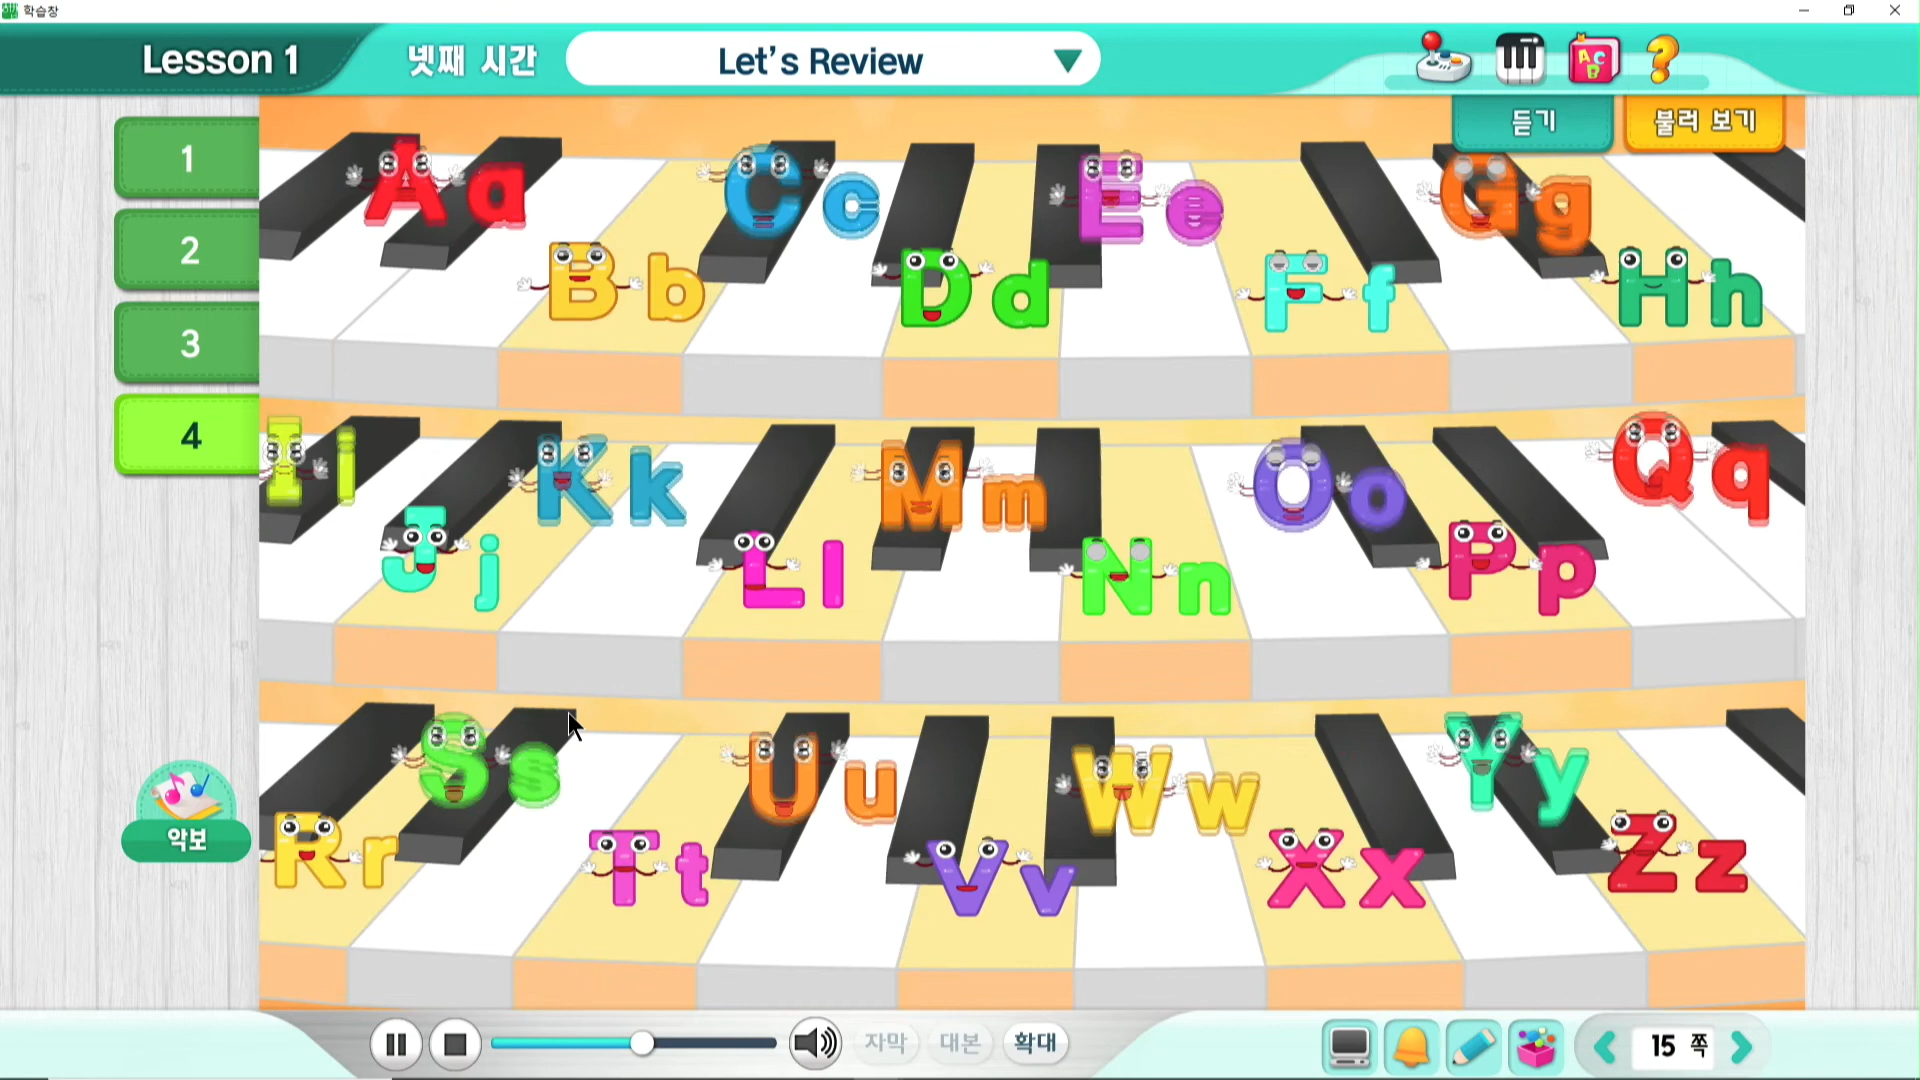 학습창
Lesson 1
넷째 시간
Let's Review
듣기
불러 보기
1
2
3
4
Aa
Bb
Cc
Dd
Ee
Ff
Gg
Hh
Ii
Jj
Kk
Ll
Mm
Nn
Oo
Pp
Qq
Rr
Ss
Tt
Uu
Vv
Ww
Xx
Yy
Zz
악보
자막
대본
확대
15 쪽